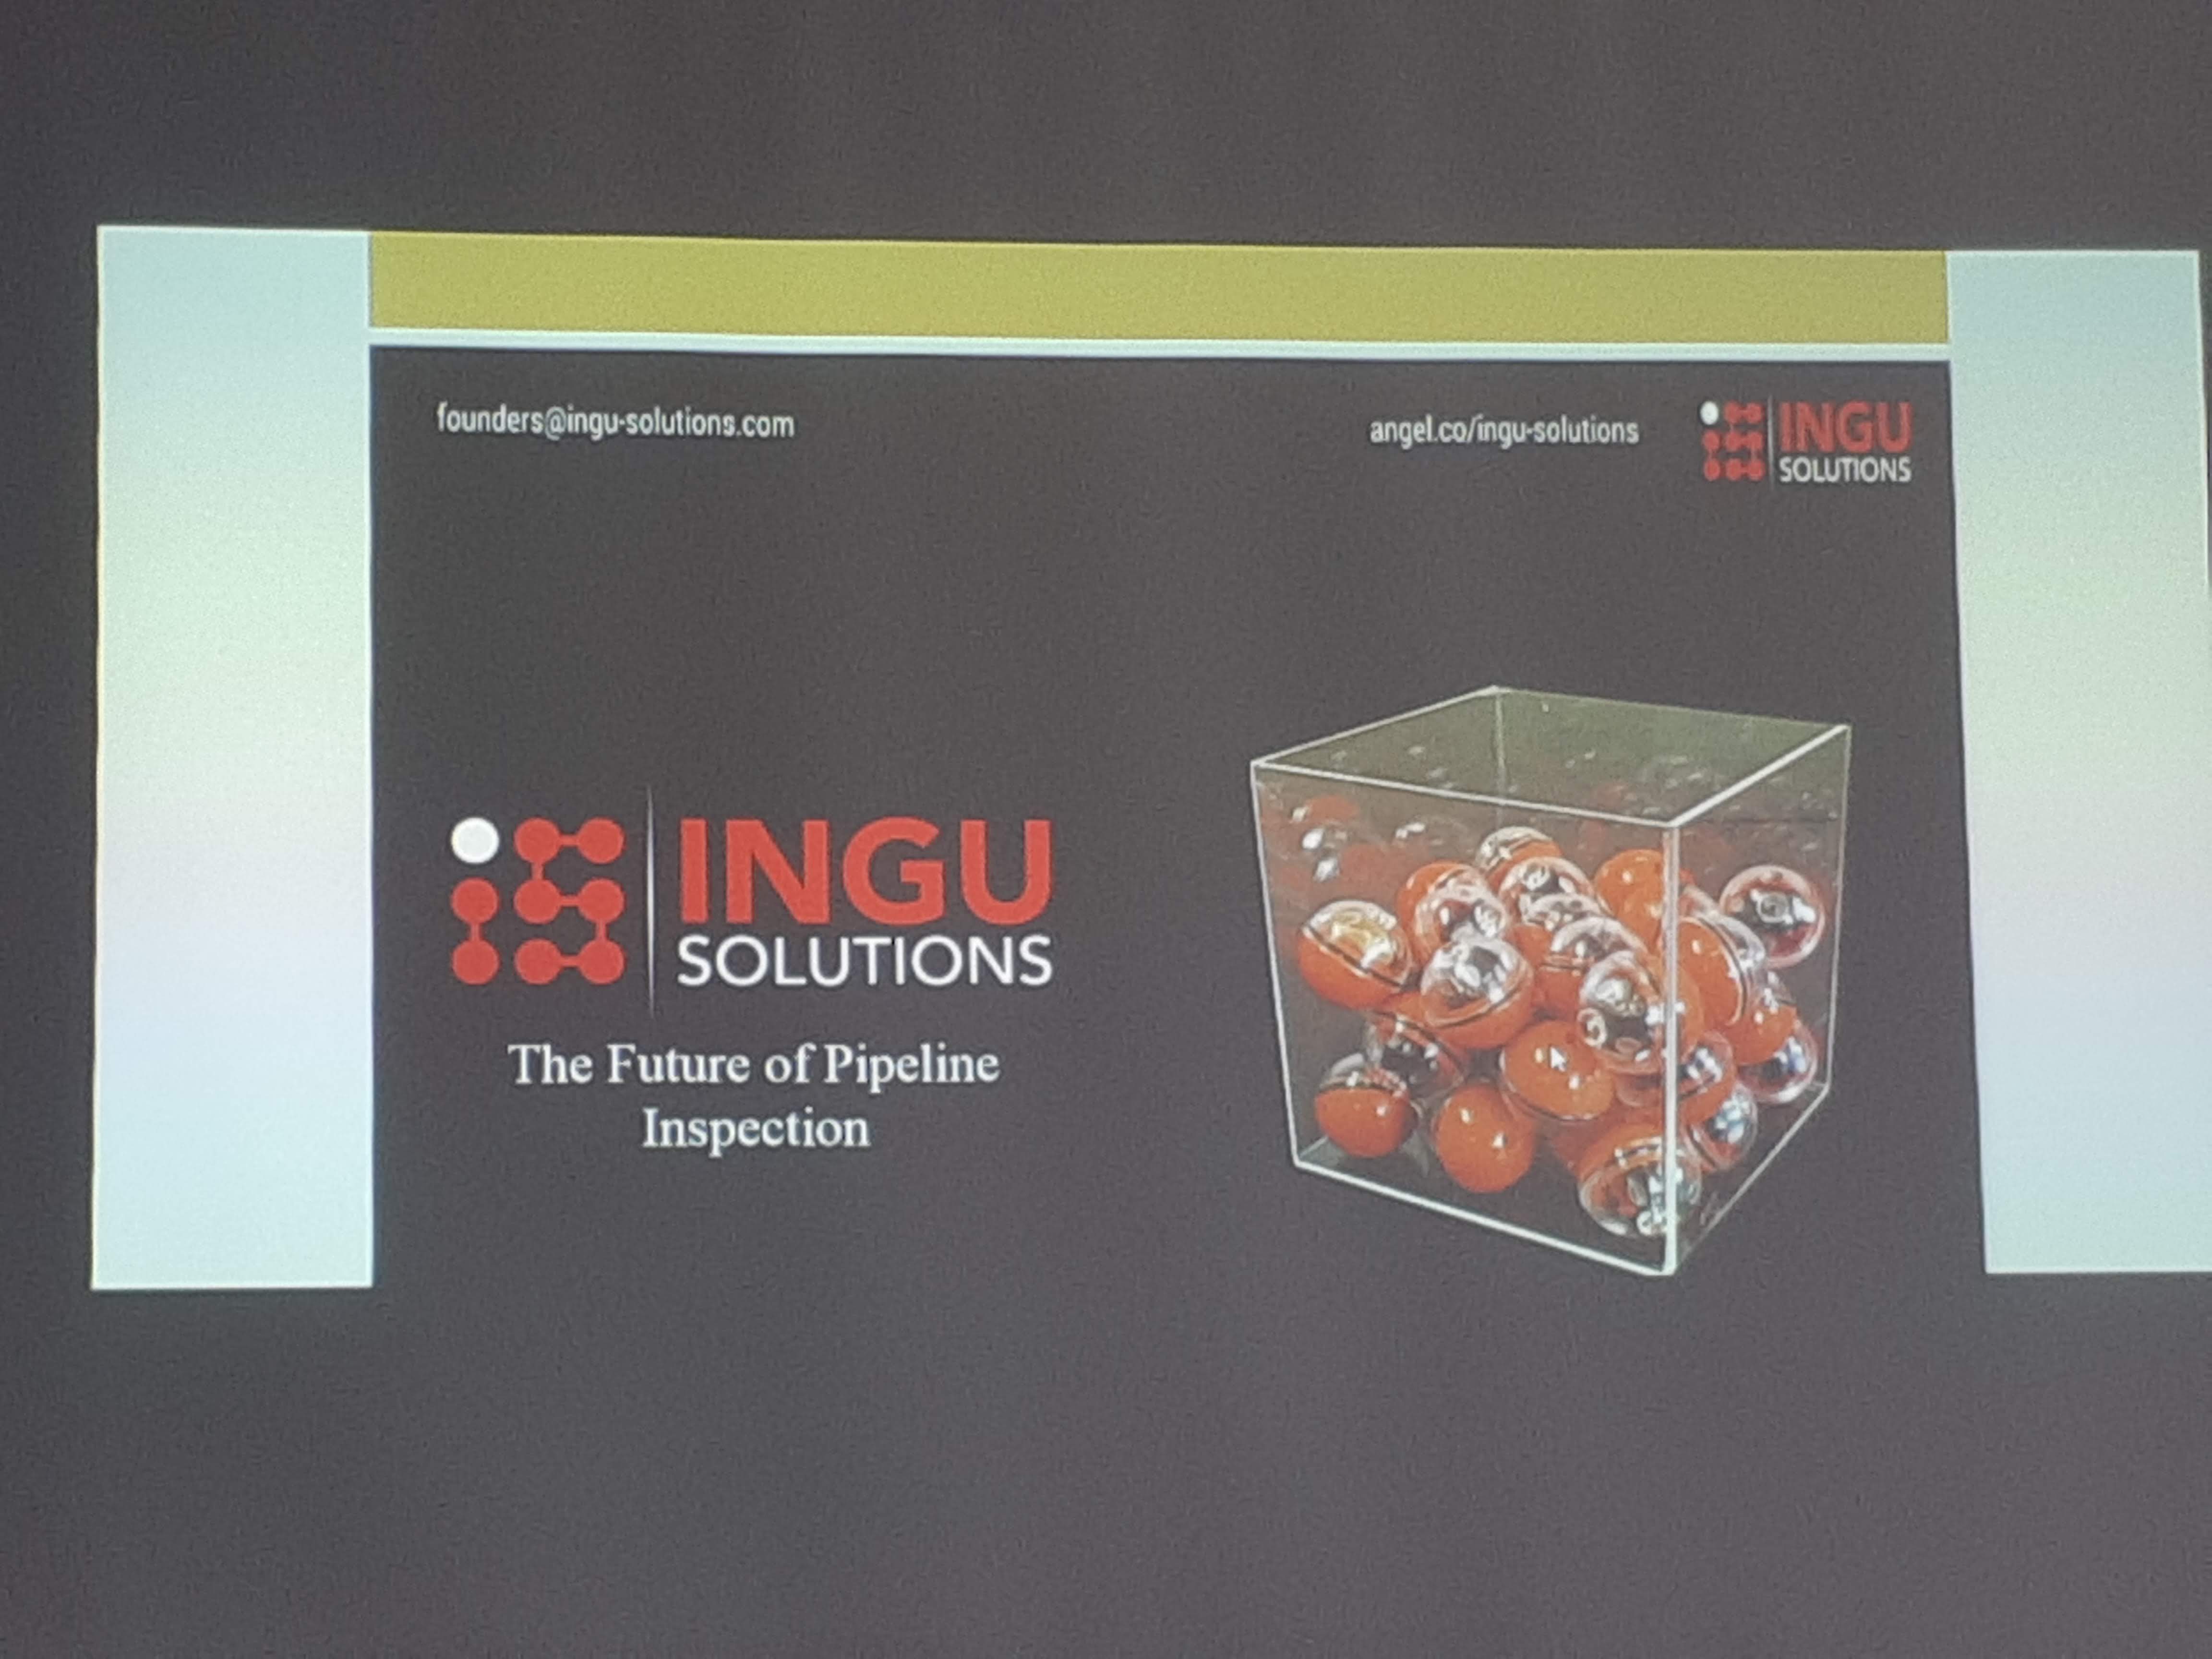 founders@ingu-solutions.com
angel.co/ingu-solutions
INGU
SOLUTIONS
INGU
SOLUTIONS
The Future of Pipeline
Inspection